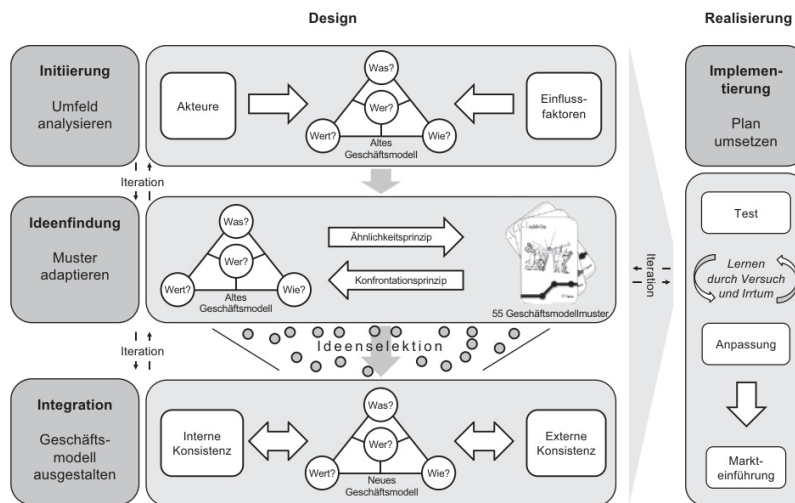 Design
Realisierung
Initiierung
Umfeld
analysieren
Akteure
Was?
Wer?
Wert?
Wie?
Altes
Geschäftsmodell
Einfluss-
faktoren
Implemen-
tierung
Plan
umsetzen
Iteration
Ideenfindung
Muster
adaptieren
Was?
Wer?
Wert?
Wie?
Altes
Geschäftsmodell
Ähnlichkeitsprinzip
Konfrontationsprinzip
Add-On
55 Geschäftsmodellmuster
Iteration
Test
Lernen
durch Versuch
und Irrtum
Anpassung
Markt-
einführung
Iteration
Ideenselektion
Integration
Geschäfts-
modell
ausgestalten
Interne
Konsistenz
Was?
Wer?
Wert?
Wie?
Neues
Geschäftsmodell
Externe
Konsistenz